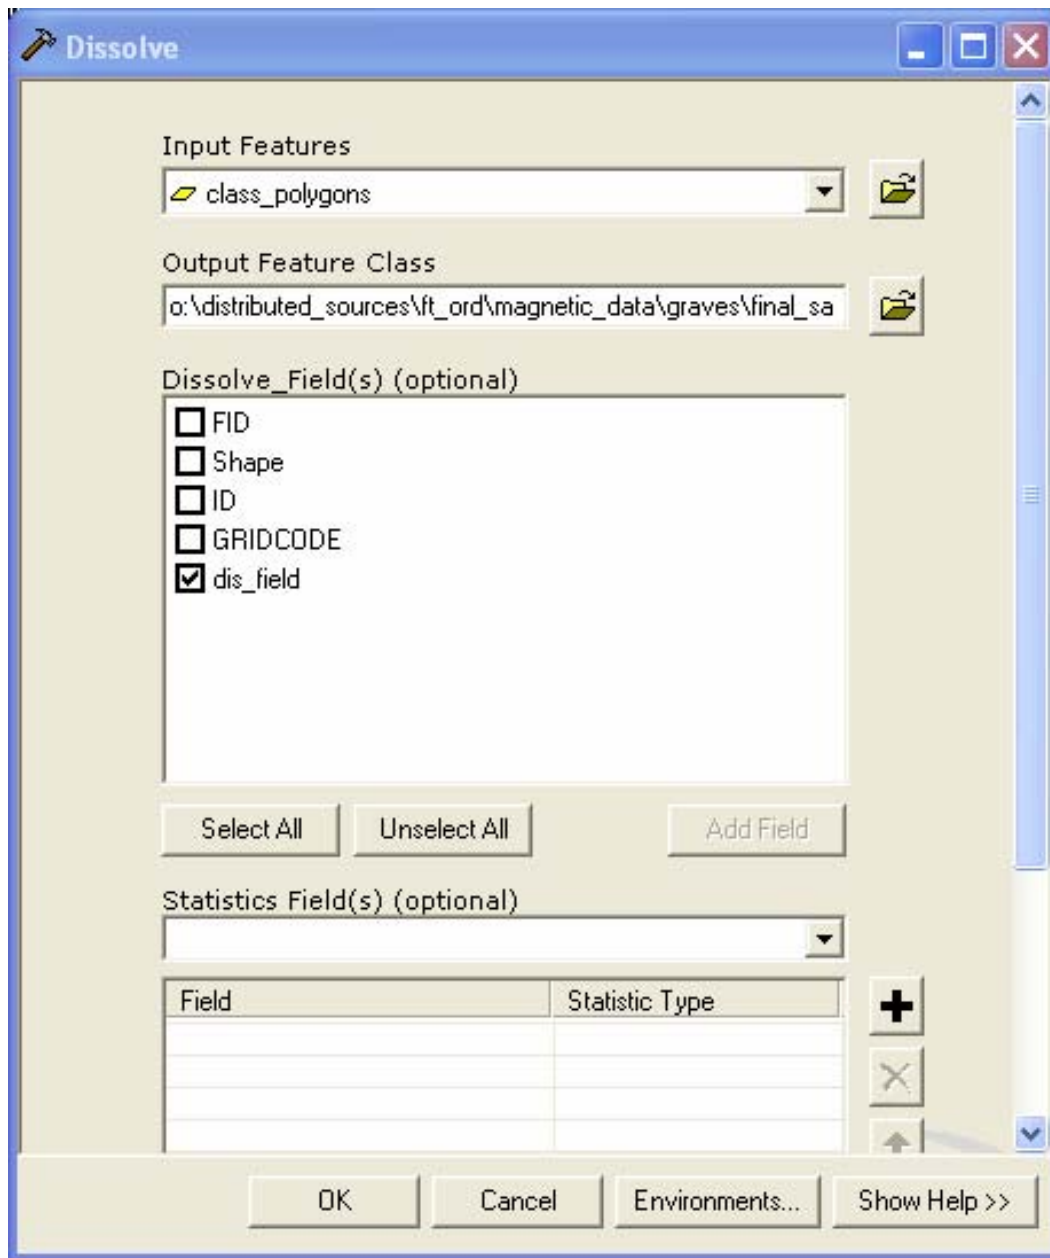 Dissolve
Input Features
class_polygons
Output Feature Class
o:\distributed_sources\ft_ord\magnetic_data\graves\final_sa
Dissolve_Field(s) (optional)
FID
Shape
ID
GRIDCODE
dis_field
Select All Unselect All Add Field
Statistics Field(s) (optional)
Field Statistic Type
OK Cancel Environments... Show Help >>